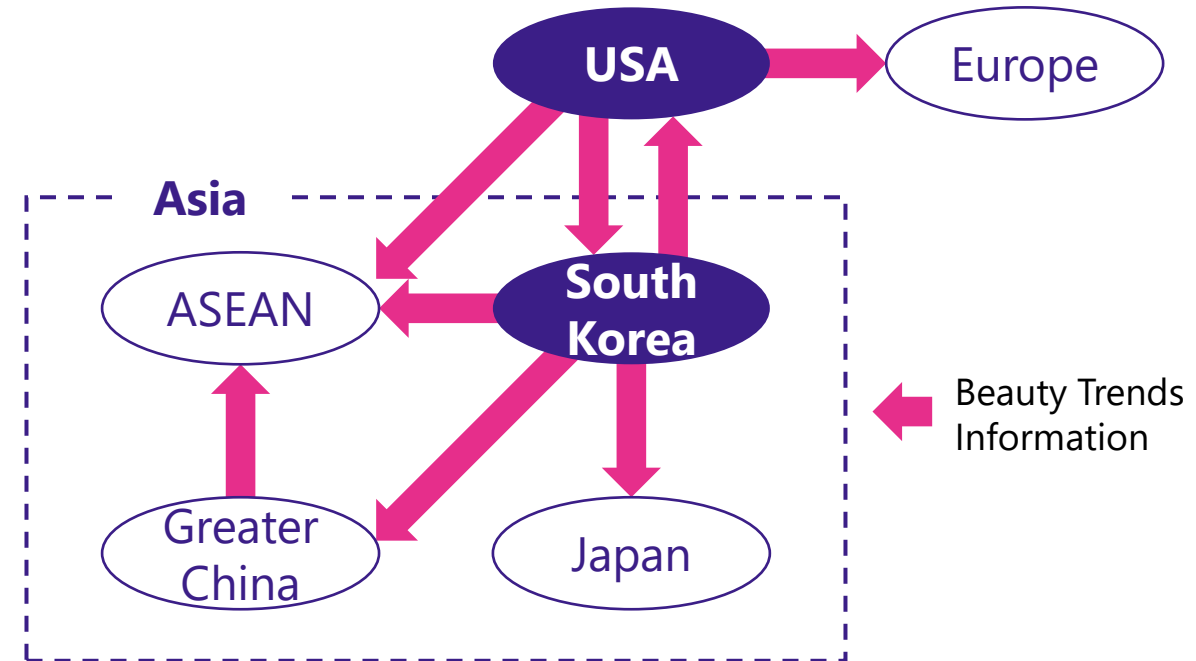 USA
Europe
Asia
ASEAN
South
Korea
Beauty Trends
Information
Greater
China
Japan